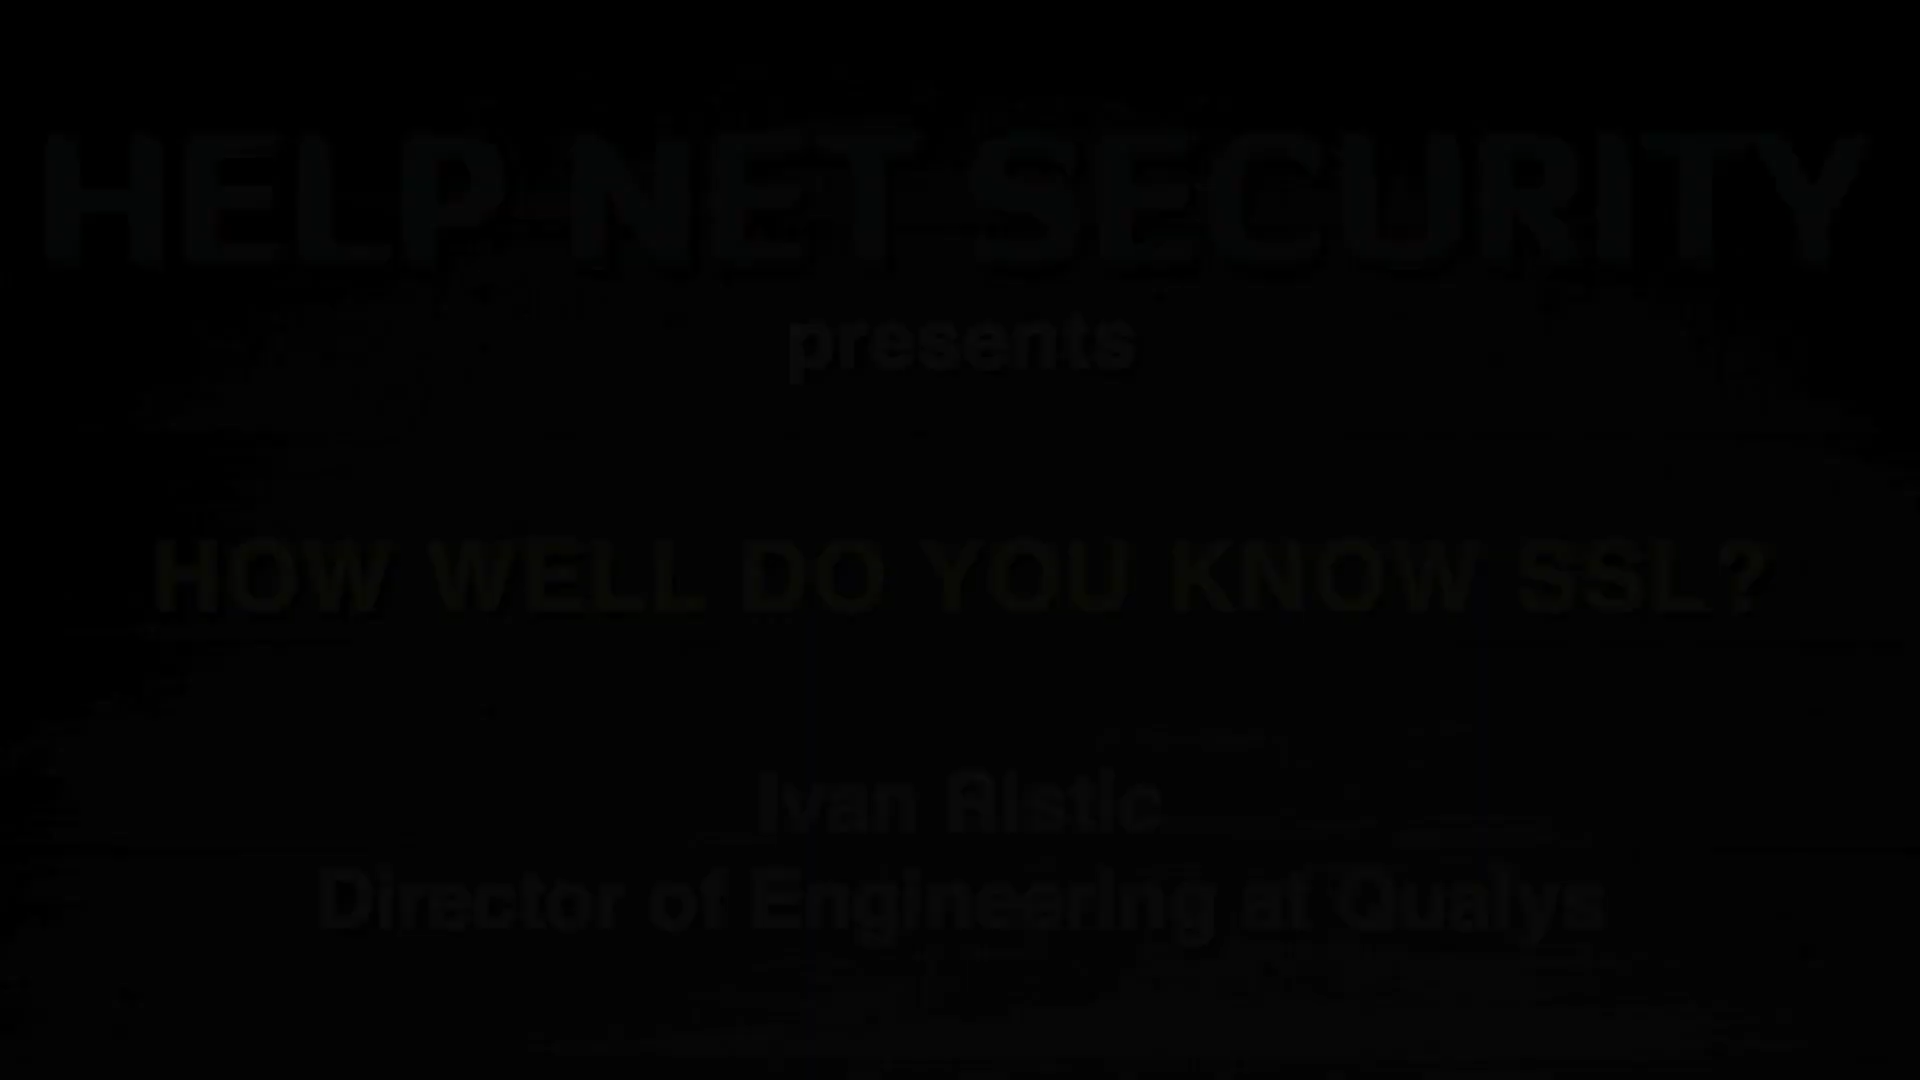 HELP NET SECURITY
presents
HOW WELL DO YOU KNOW SSL?
Ivan Ristic
Director of Engineering at Qualys